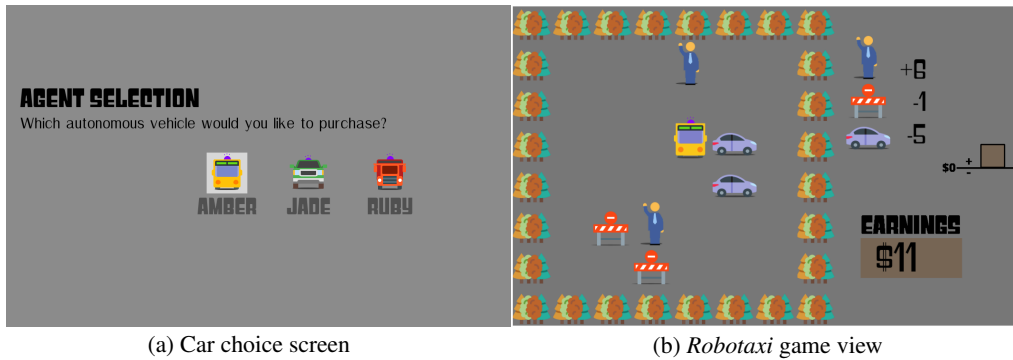 AGENT SELECTION
Which autonomous vehicle would you like to purchase?
AMBER JADE RUBY
+6
-1
-5
$0 + -
EARNINGS
$11
(a) Car choice screen
(b) Robotaxi game view